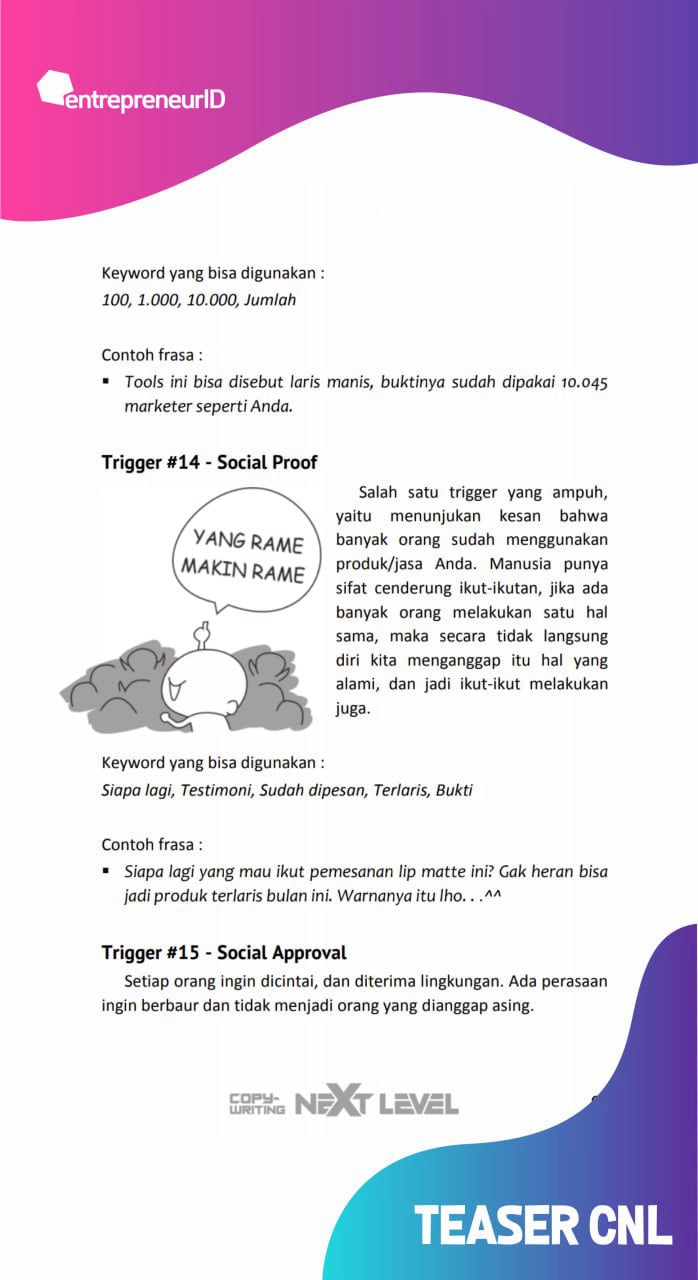 entrepreneurID
Keyword yang bisa digunakan :
100, 1.000, 10.000, Jumlah
Contoh frasa :
▪ Tools ini bisa disebut laris manis, buktinya sudah dipakai 10.045
marketer seperti Anda.
Trigger #14 - Social Proof
YANG RAME
MAKIN RAME
Salah satu trigger yang ampuh,
yaitu menunjukan kesan bahwa
banyak orang sudah menggunakan
produk/jasa Anda. Manusia punya
sifat cenderung ikut-ikutan, jika ada
banyak orang melakukan satu hal
sama, maka secara tidak langsung
diri kita menganggap itu hal yang
alami, dan jadi ikut-ikut melakukan
juga.
Keyword yang bisa digunakan :
Siapa lagi, Testimoni, Sudah dipesan, Terlaris, Bukti
Contoh frasa :
▪ Siapa lagi yang mau ikut pemesanan lip matte ini? Gak heran bisa
jadi produk terlaris bulan ini. Warnanya itu lho. . .^^
Trigger #15 - Social Approval
Setiap orang ingin dicintai, dan diterima lingkungan. Ada perasaan
ingin berbaur dan tidak menjadi orang yang dianggap asing.
COPY-
WRITING NEXT LEVEL
TEASER CNL